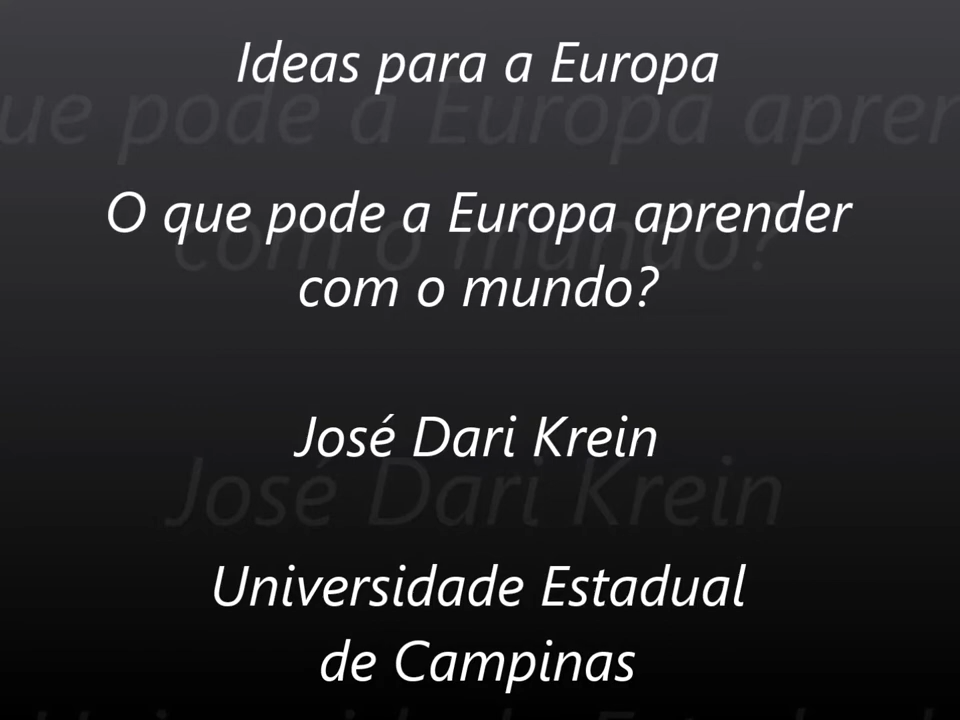 Ideas para a Europa
O que pode a Europa aprender
com o mundo?
José Dari Krein
Universidade Estadual
de Campinas